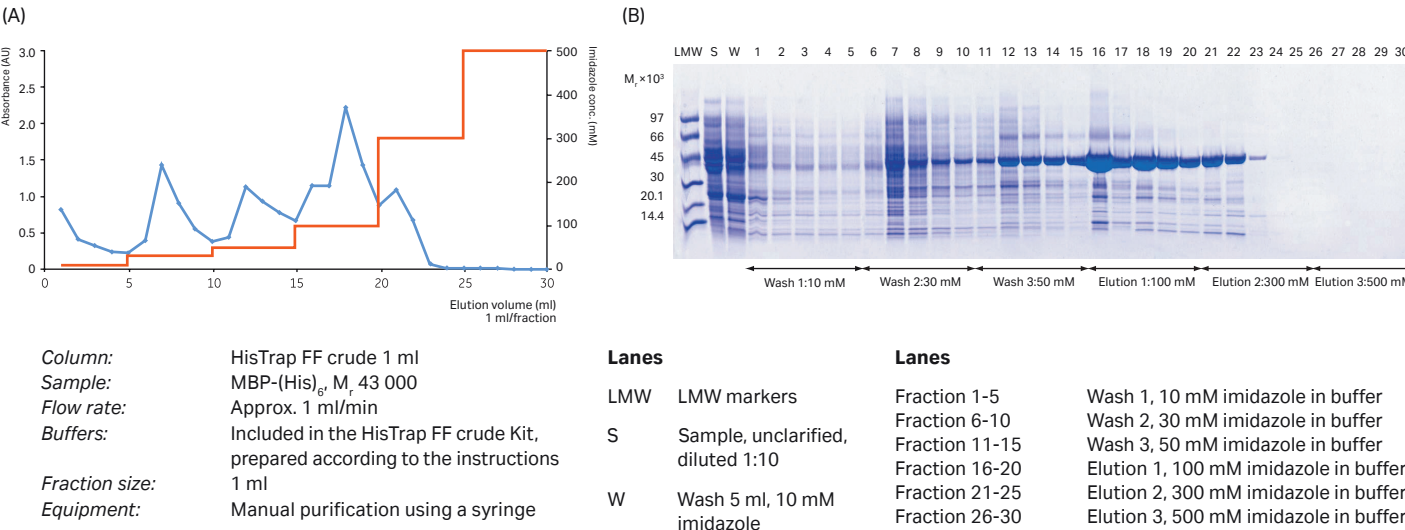 (A)
(B)
Absorbance (AU)
3.0
2.5
2.0
1.5
1.0
0.5
0
0 5 10 15 20 25 30
500
400
300
200
100
0
Imidazole conc. (mM)
Elution volume (ml)
1 ml/fraction
LMW S W 1 2 3 4 5 6 7 8 9 10 11 12 13 14 15 16 17 18 19 20 21 22 23 24 25 26 27 28 29 30
Mr ×10³
97
66
45
30
20.1
14.4
Wash 1:10 mM Wash 2:30 mM Wash 3:50 mM Elution 1:100 mM Elution 2:300 mM Elution 3:500 mM
Column: HisTrap FF crude 1 ml
Sample: MBP-(His)6, Mr 43 000
Flow rate: Approx. 1 ml/min
Buffers: Included in the HisTrap FF crude Kit,
prepared according to the instructions
Fraction size: 1 ml
Equipment: Manual purification using a syringe
Lanes
LMW LMW markers
S Sample, unclarified,
diluted 1:10
W Wash 5 ml, 10 mM
imidazole
Lanes
Fraction 1-5 Wash 1, 10 mM imidazole in buffer
Fraction 6-10 Wash 2, 30 mM imidazole in buffer
Fraction 11-15 Wash 3, 50 mM imidazole in buffer
Fraction 16-20 Elution 1, 100 mM imidazole in buffer
Fraction 21-25 Elution 2, 300 mM imidazole in buffer
Fraction 26-30 Elution 3, 500 mM imidazole in buffer